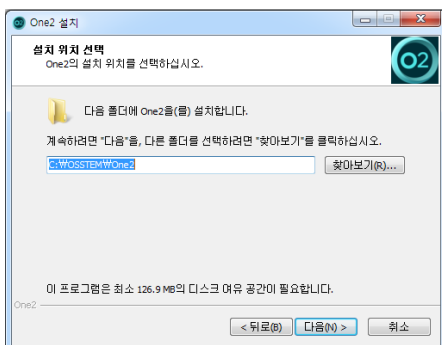 One2 설치
설치 위치 선택
One2의 설치 위치를 선택하십시오.
O2
다음 폴더에 One2을(를) 설치합니다.
계속하려면 "다음"을, 다른 폴더를 선택하려면 "찾아보기"를 클릭하십시오.
C:₩OSSTEM₩One2
찾아보기(R)...
이 프로그램은 최소 126.9 MB의 디스크 여유 공간이 필요합니다.
One2
< 뒤로(B) 다음(N) > 취소